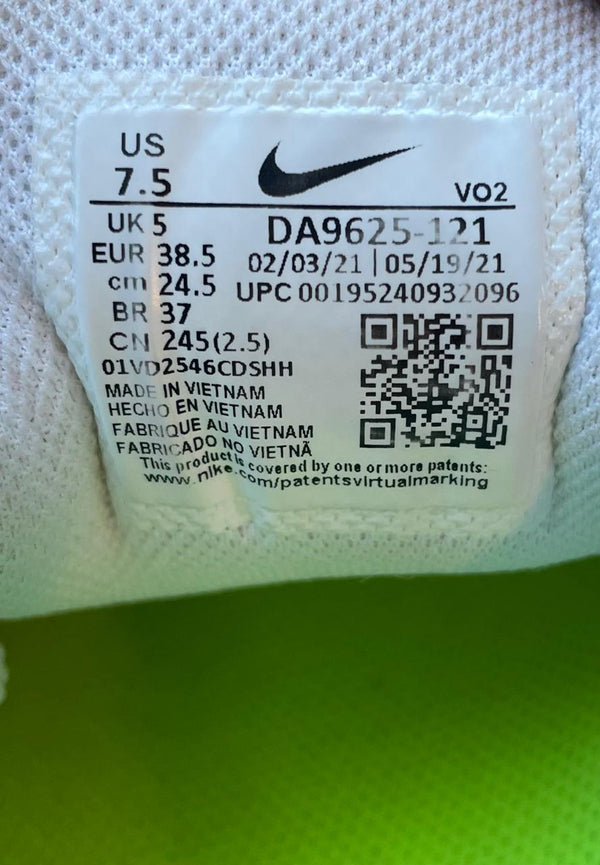 US
7.5
VO2
UK 5
DA9625-121
EUR 38.5
02/03/21 | 05/19/21
cm 24.5
UPC 00195240932096
BR 37
CN 245(2.5)
01VD2546CDSHH
MADE IN VIETNAM
HECHO EN VIETNAM
FABRIQUE AU VIETNAM
FABRICADO NO VIETNÃ
This product is covered by one or more patents:
www.nike.com/patentsvirtualmarking